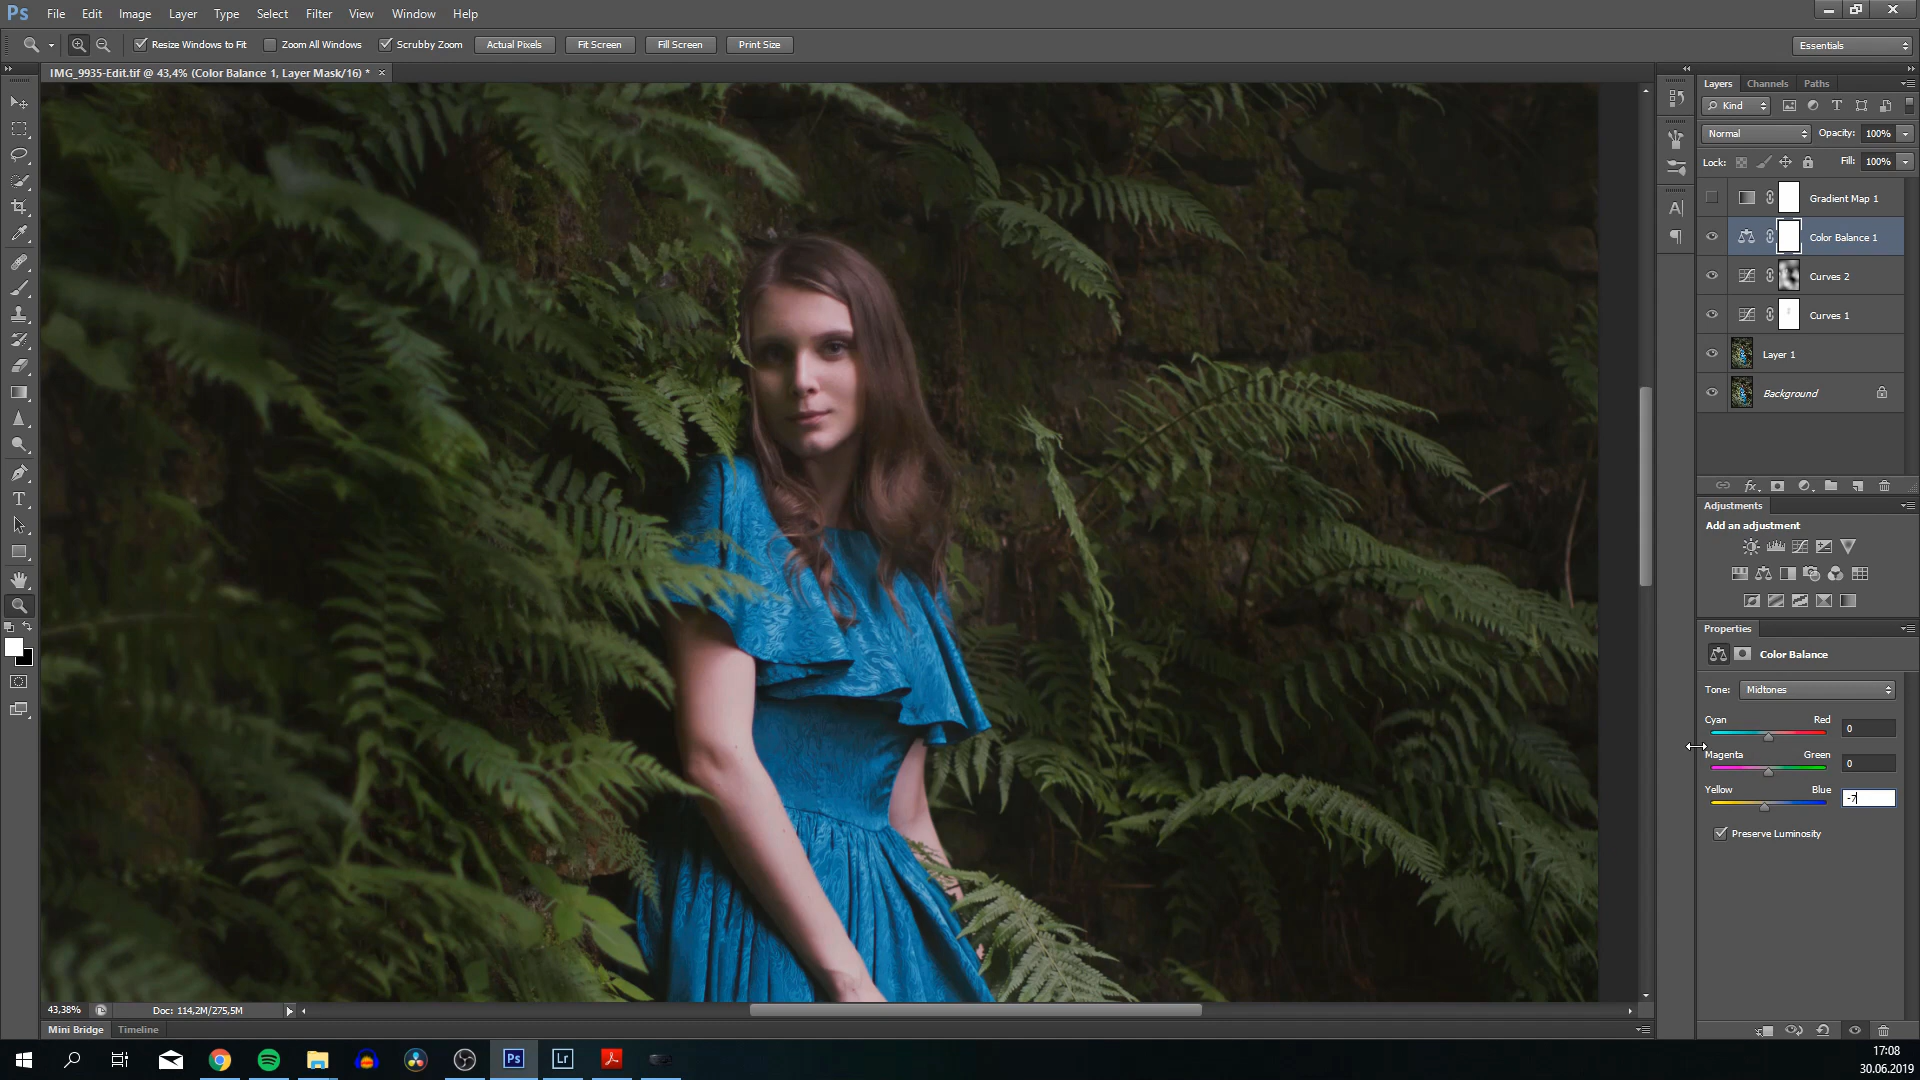 Ps File Edit Image Layer Type Select Filter View Window Help
Resize Windows to Fit Zoom All Windows Scrubby Zoom Actual Pixels Fit Screen Fill Screen Print Size Essentials
IMG_9935-Edit.tif @ 43,4% (Color Balance 1, Layer Mask/16) *
Layers Channels Paths
Kind
Normal Opacity: 100%
Lock: Fill: 100%
Gradient Map 1
Color Balance 1
Curves 2
Curves 1
Layer 1
Background
Adjustments
Add an adjustment
Properties
Color Balance
Tone: Midtones
Cyan Red 0
Magenta Green 0
Yellow Blue -7
Preserve Luminosity
43,38% Doc: 114,2M/275,5M
Mini Bridge Timeline
Ps Lr
17:08
30.06.2019